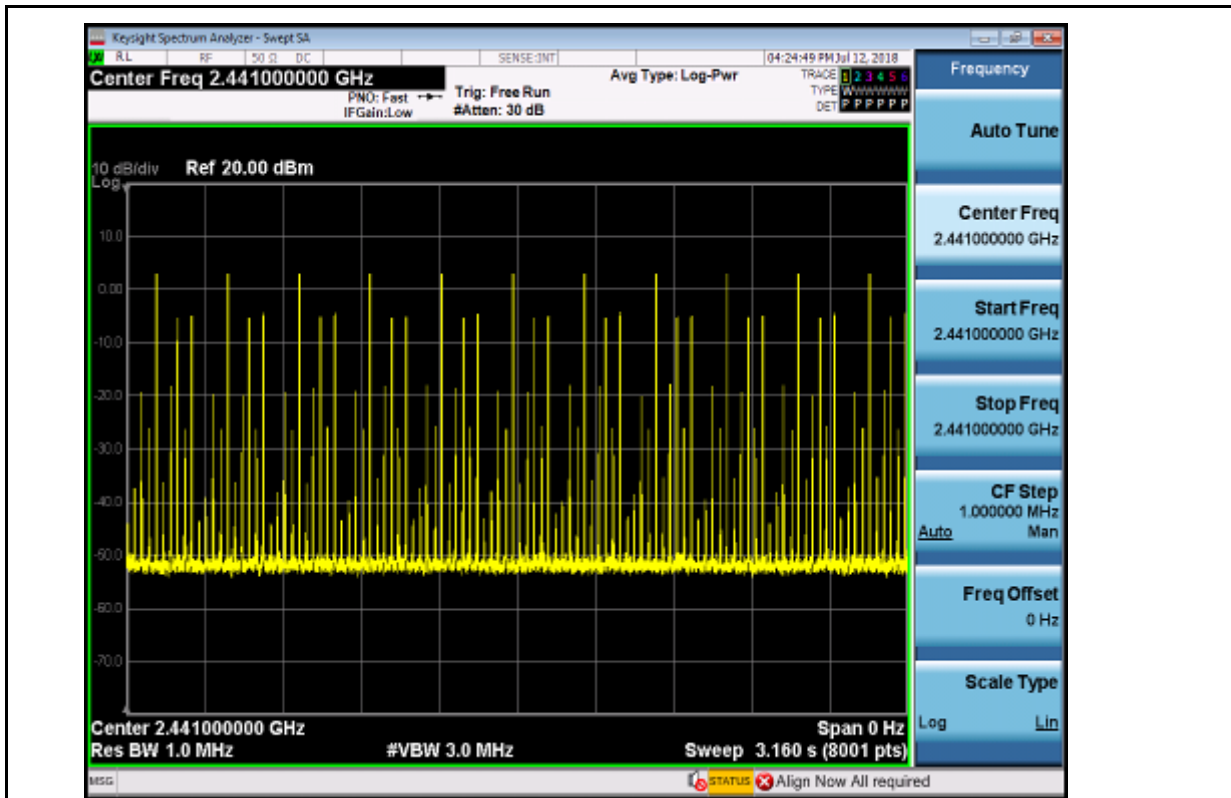 Keysight Spectrum Analyzer - Swept SA
RL RF 50 Ω DC SENSE:INT 04:24:49 PM Jul 12, 2018
Center Freq 2.441000000 GHz
PNO: Fast
IFGain:Low
Trig: Free Run
#Atten: 30 dB
Avg Type: Log-Pwr
TRACE 1 2 3 4 5 6
TYPE WWWWWW
DET P P P P P P
10 dB/div Ref 20.00 dBm
Log
10.0
0.00
-10.0
-20.0
-30.0
-40.0
-50.0
-60.0
-70.0
Center 2.441000000 GHz Span 0 Hz
Res BW 1.0 MHz #VBW 3.0 MHz Sweep 3.160 s (8001 pts)
MSG STATUS Align Now All required
Frequency
Auto Tune
Center Freq
2.441000000 GHz
Start Freq
2.441000000 GHz
Stop Freq
2.441000000 GHz
CF Step
1.000000 MHz
Auto Man
Freq Offset
0 Hz
Scale Type
Log Lin